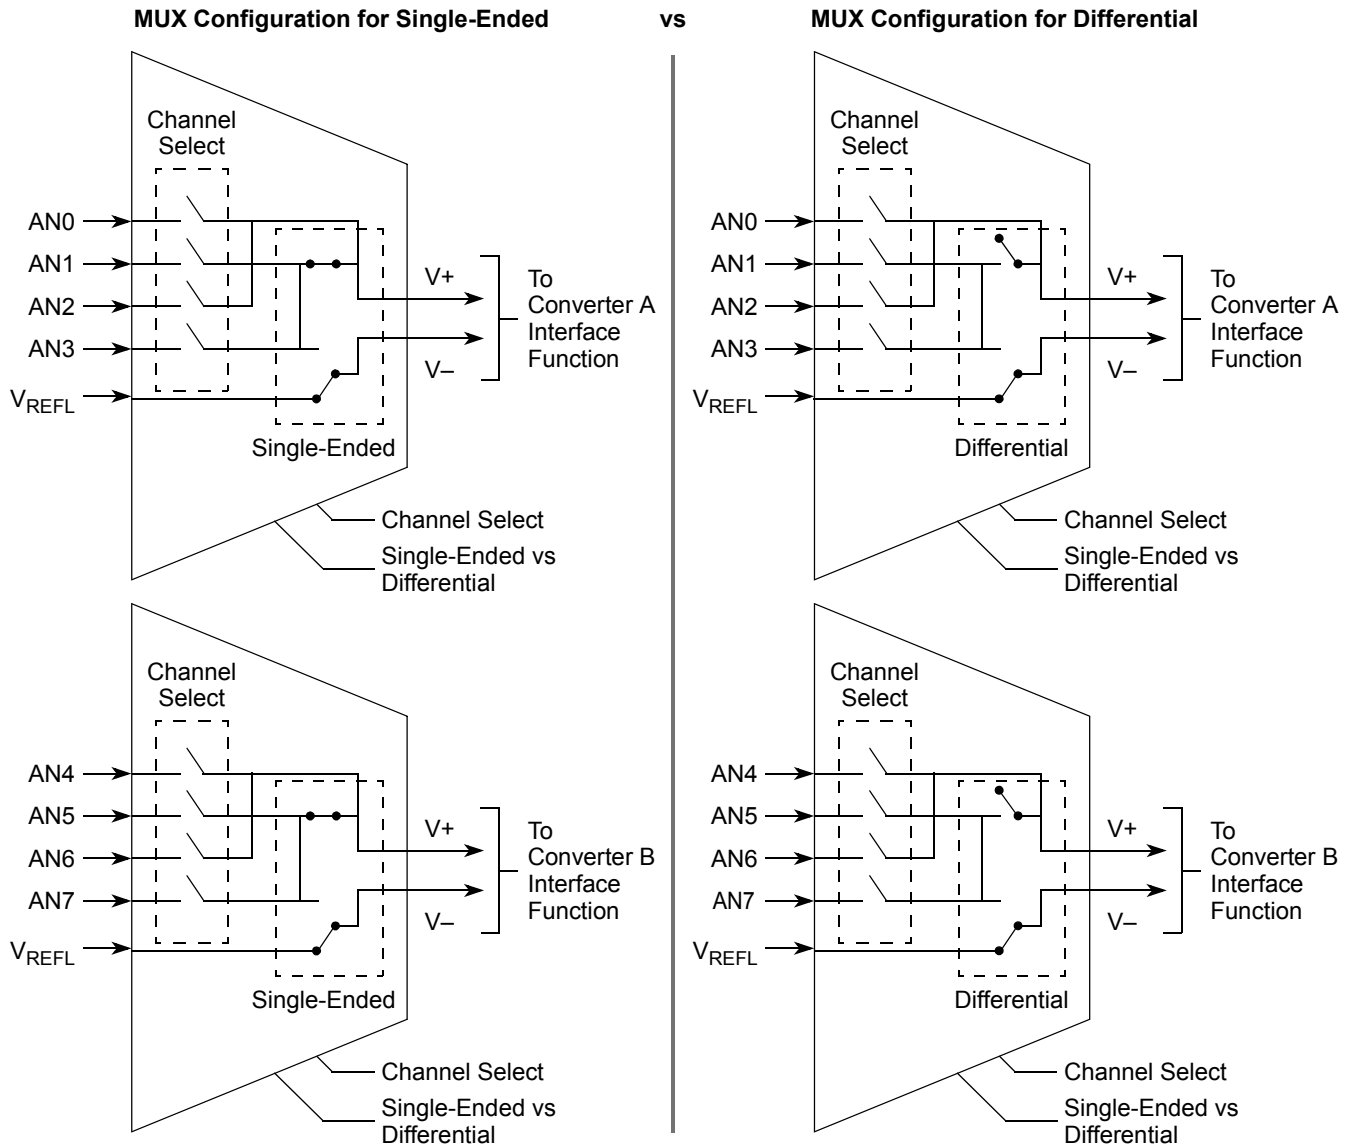 MUX Configuration for Single-Ended vs MUX Configuration for Differential
Channel
Select
AN0
AN1
AN2
AN3
VREFL
V+
V–
To
Converter A
Interface
Function
Single-Ended
Channel Select
Single-Ended vs
Differential
Channel
Select
AN0
AN1
AN2
AN3
VREFL
V+
V–
To
Converter A
Interface
Function
Differential
Channel Select
Single-Ended vs
Differential
Channel
Select
AN4
AN5
AN6
AN7
VREFL
V+
V–
To
Converter B
Interface
Function
Single-Ended
Channel Select
Single-Ended vs
Differential
Channel
Select
AN4
AN5
AN6
AN7
VREFL
V+
V–
To
Converter B
Interface
Function
Differential
Channel Select
Single-Ended vs
Differential